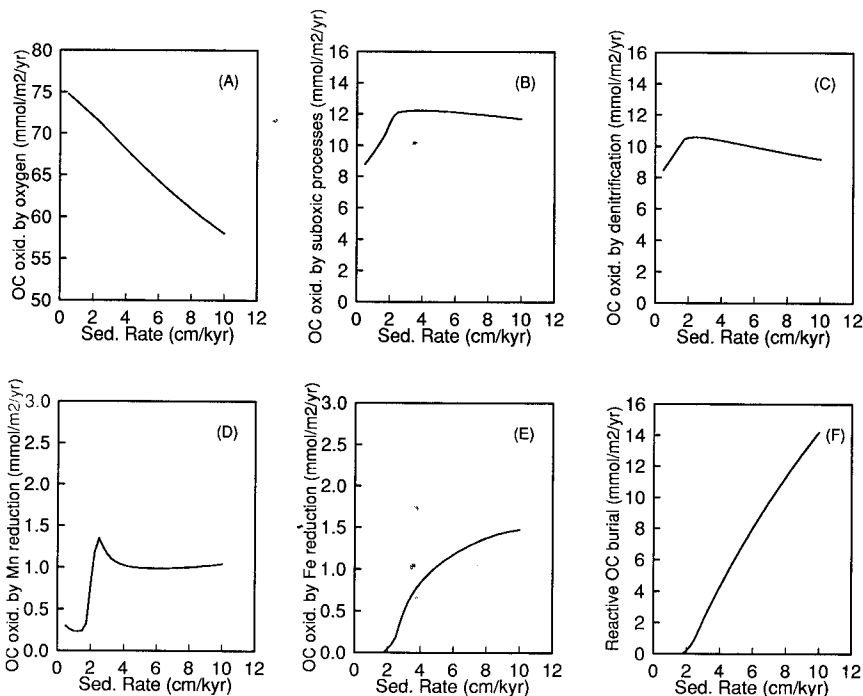 OC oxid. by oxygen (mmol/m2/yr)
80
75
70
65
60
55
50
(A)
0 2 4 6 8 10 12
Sed. Rate (cm/kyr)
OC oxid. by suboxic processes (mmol/m2/yr)
16
14
12
10
8
6
4
2
0
(B)
0 2 4 6 8 10 12
Sed. Rate (cm/kyr)
OC oxid. by denitrification (mmol/m2/yr)
16
14
12
10
8
6
4
2
0
(C)
0 2 4 6 8 10 12
Sed. Rate (cm/kyr)
OC oxid. by Mn reduction (mmol/m2/yr)
3.0
2.5
2.0
1.5
1.0
0.5
0.0
(D)
0 2 4 6 8 10 12
Sed. Rate (cm/kyr)
OC oxid. by Fe reduction (mmol/m2/yr)
3.0
2.5
2.0
1.5
1.0
0.5
0.0
(E)
0 2 4 6 8 10 12
Sed. Rate (cm/kyr)
Reactive OC burial (mmol/m2/yr)
16
14
12
10
8
6
4
2
0
(F)
0 2 4 6 8 10 12
Sed. Rate (cm/kyr)